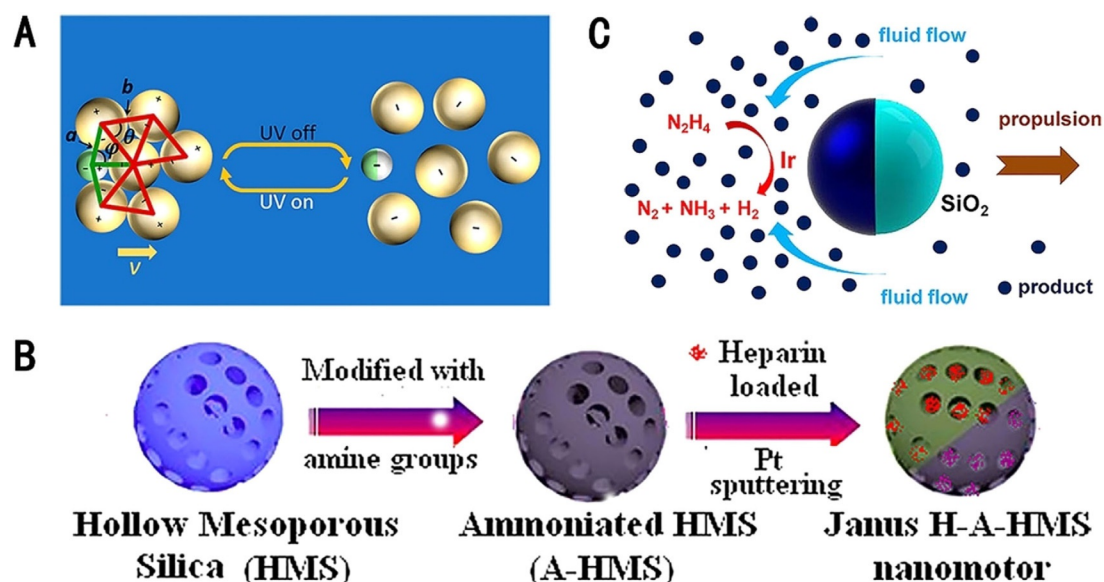 A
b
a
θ
φ
UV off
UV on
v
C
fluid flow
N₂H₄
Ir
N₂ + NH₃ + H₂
propulsion
SiO₂
product
fluid flow
B
Modified with
amine groups
Heparin
loaded
Pt
sputtering
Hollow Mesoporous
Silica (HMS)
Ammoniated HMS
(A-HMS)
Janus H-A-HMS
nanomotor